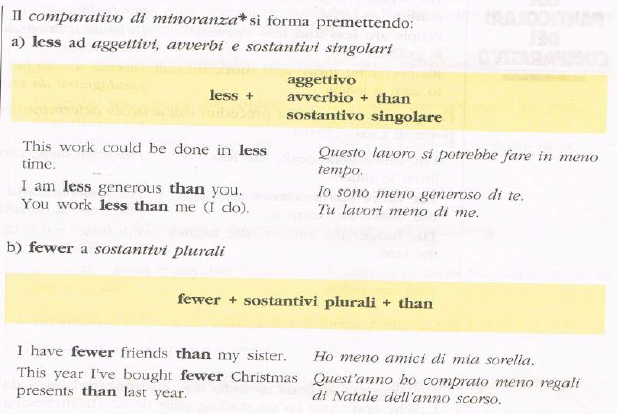 Il comparativo di minoranza* si forma premettendo:
a) less ad aggettivi, avverbi e sostantivi singolari
aggettivo
less + avverbio + than
sostantivo singolare
This work could be done in less Questo lavoro si potrebbe fare in meno
time. tempo.
I am less generous than you. Io sono meno generoso di te.
You work less than me (I do). Tu lavori meno di me.
b) fewer a sostantivi plurali
fewer + sostantivi plurali + than
I have fewer friends than my sister. Ho meno amici di mia sorella.
This year I've bought fewer Christmas Quest'anno ho comprato meno regali
presents than last year. di Natale dell'anno scorso.